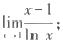 lim x-1/ln x;